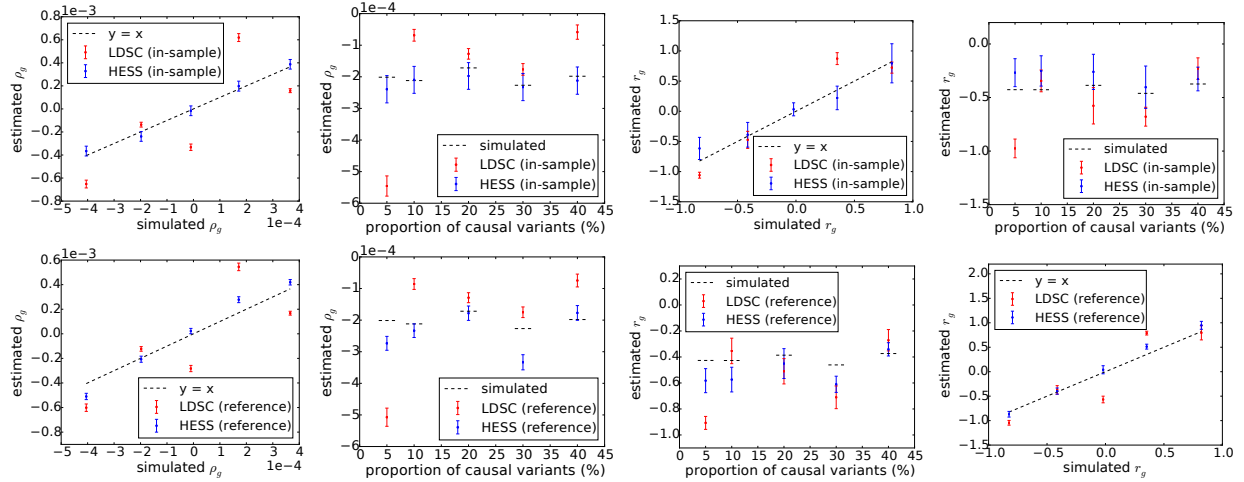 1e−3
0.8
0.6
0.4
0.2
0.0
−0.2
−0.4
−0.6
0.8
−5 −4 −3 −2 −1 0 1 2 3 4
1e−4
simulated ρg
estimated ρg
y = x
LDSC (in-sample)
HESS (in-sample)
1e−4
0
−1
−2
−3
−4
−5
−6
0 5 10 15 20 25 30 35 40 45
proportion of causal variants (%)
estimated ρg
simulated
LDSC (in-sample)
HESS (in-sample)
1.5
1.0
0.5
0.0
−0.5
−1.0
−1.5
−1.0 −0.5 0.0 0.5 1.0
simulated rg
estimated rg
y = x
LDSC (in-sample)
HESS (in-sample)
0.0
−0.5
−1.0
−1.5
0 5 10 15 20 25 30 35 40 45
proportion of causal variants (%)
estimated rg
simulated
LDSC (in-sample)
HESS (in-sample)
1e−3
0.6
0.4
0.2
0.0
−0.2
−0.4
−0.6
0.8
−5 −4 −3 −2 −1 0 1 2 3 4
1e−4
simulated ρg
estimated ρg
y = x
LDSC (reference)
HESS (reference)
1e−4
0
−1
−2
−3
−4
−5
−6
0 5 10 15 20 25 30 35 40 45
proportion of causal variants (%)
estimated ρg
simulated
LDSC (reference)
HESS (reference)
0.4
0.2
0.0
−0.2
−0.4
−0.6
−0.8
−1.0
0 5 10 15 20 25 30 35 40 45
proportion of causal variants (%)
estimated rg
simulated
LDSC (reference)
HESS (reference)
2.0
1.5
1.0
0.5
0.0
−0.5
−1.0
−1.5
−1.0 −0.5 0.0 0.5 1.0
simulated rg
estimated rg
y = x
LDSC (reference)
HESS (reference)